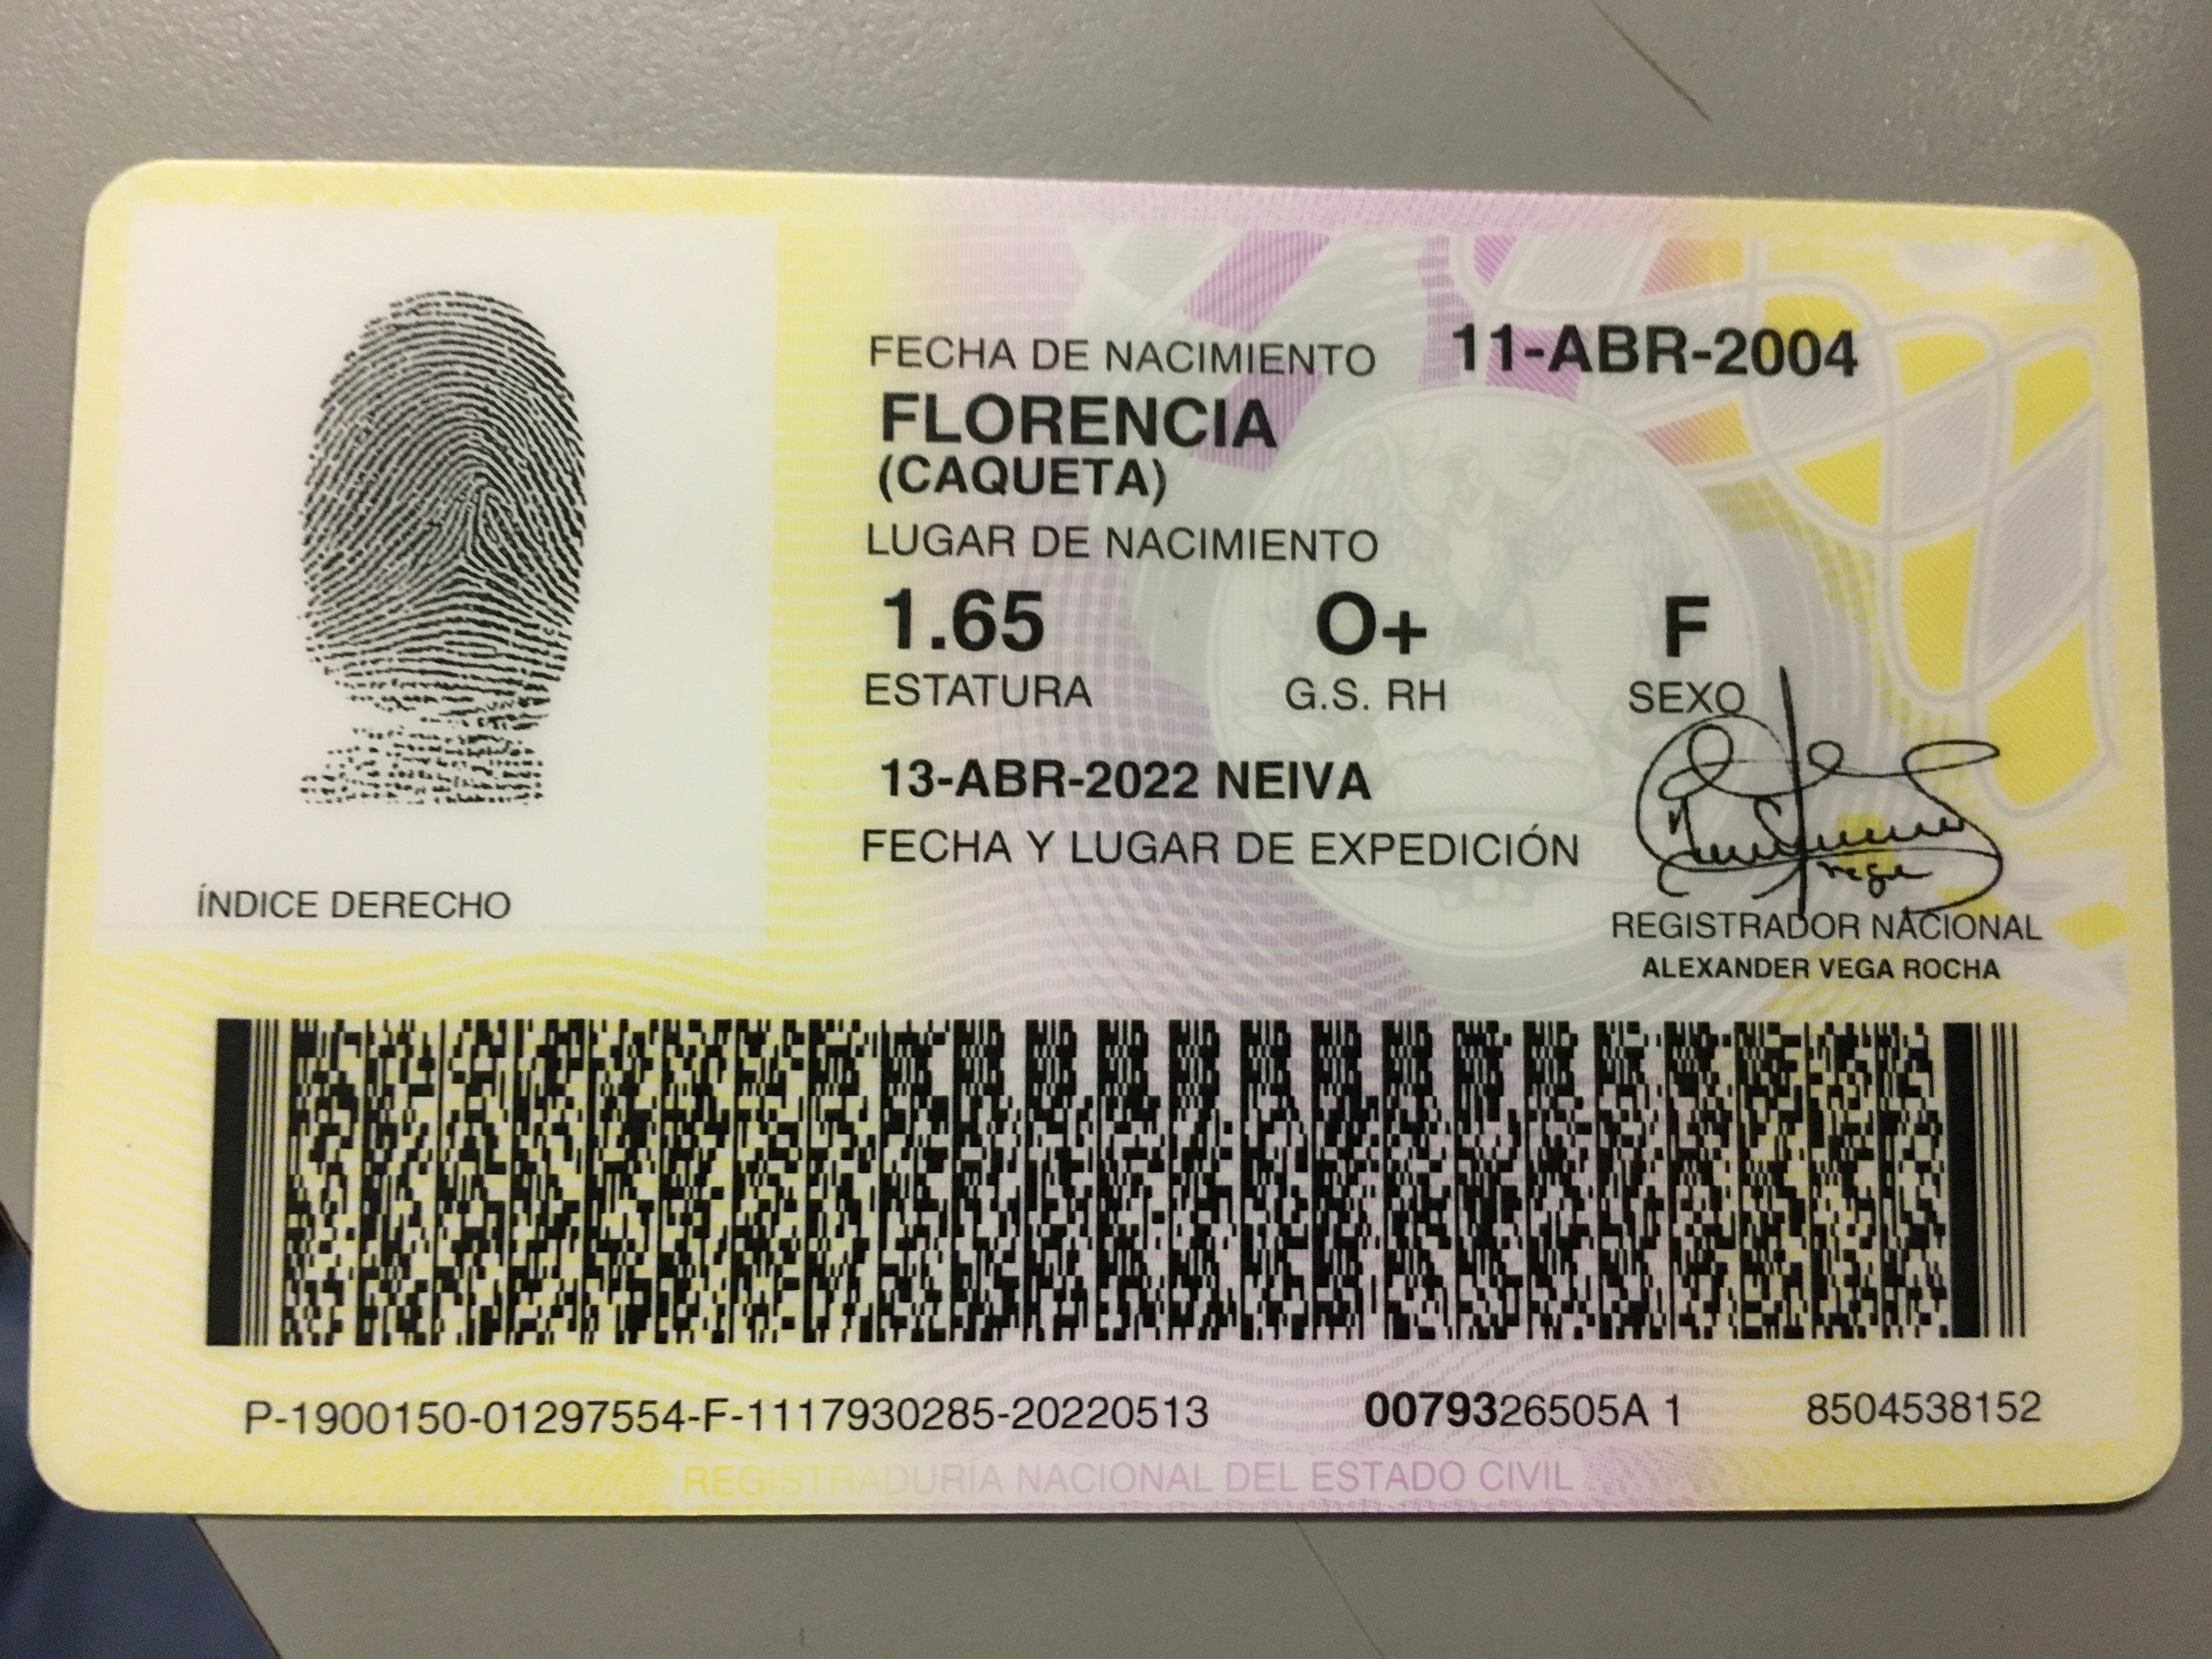 FECHA DE NACIMIENTO 11-ABR-2004
FLORENCIA
(CAQUETA)
LUGAR DE NACIMIENTO
1.65 O+ F
ESTATURA G.S. RH SEXO
13-ABR-2022 NEIVA
FECHA Y LUGAR DE EXPEDICIÓN
ÍNDICE DERECHO
REGISTRADOR NACIONAL
ALEXANDER VEGA ROCHA
P-1900150-01297554-F-1117930285-20220513 0079326505A 1 8504538152
REGISTRADURÍA NACIONAL DEL ESTADO CIVIL